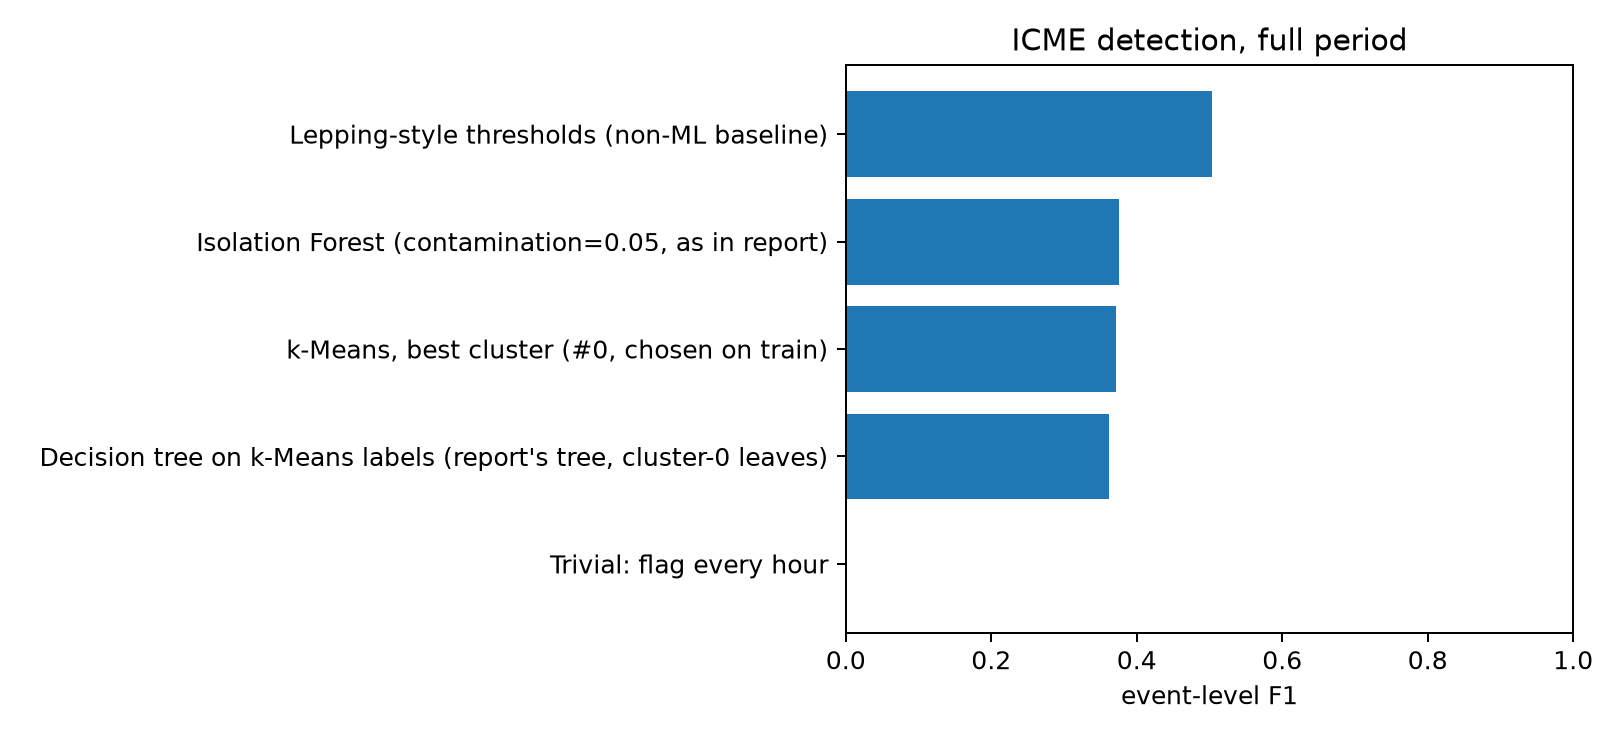 ICME detection, full period
Lepping-style thresholds (non-ML baseline)
Isolation Forest (contamination=0.05, as in report)
k-Means, best cluster (#0, chosen on train)
Decision tree on k-Means labels (report's tree, cluster-0 leaves)
Trivial: flag every hour
0.0 0.2 0.4 0.6 0.8 1.0
event-level F1